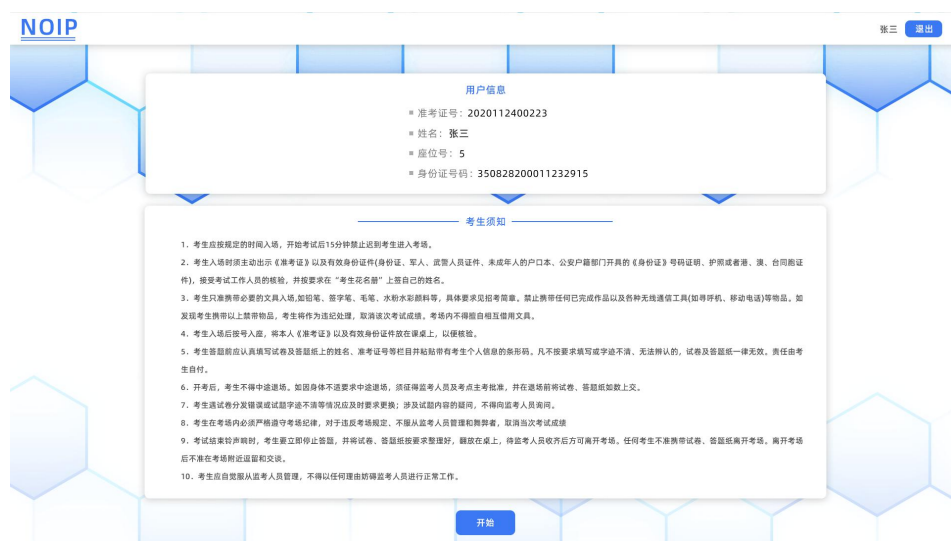 NOIP
张三 退出
用户信息
准考证号：2020112400223
姓名：张三
座位号：5
身份证号码：350828200011232915
考生须知
1、考生应按规定的时间入场，开始考试后15分钟禁止迟到考生进入考场。
2、考生入场时须主动出示《准考证》以及有效身份证件(身份证、军人、武警人员证件、未成年人的户口本、公安户籍部门开具的《身份证》号码证明、护照或者港、澳、台同胞证
件)，接受考试工作人员的核验，并按要求在“考生花名册”上签自己的姓名。
3、考生只准携带必要的文具入场,如铅笔、签字笔、毛笔、水粉水彩颜料等，具体要求见招考简章。禁止携带任何已完成作品以及各种无线通信工具(如寻呼机、移动电话)等物品。如
发现考生携带以上禁带物品，考生将作为违纪处理，取消该次考试成绩。考场内不得擅自相互借用文具。
4、考生入场后按号入座，将本人《准考证》以及有效身份证件放在课桌上，以便核验。
5、考生答题前应认真填写试卷及答题纸上的姓名、准考证号等栏目并粘贴带有考生个人信息的条形码。凡不按要求填写或字迹不清、无法辨认的，试卷及答题纸一律无效。责任由考
生自付。
6、开考后，考生不得中途退场。如因身体不适要求中途退场，须征得监考人员及考点主考批准，并在退场前将试卷、答题纸如数上交。
7、考生遇试卷分发错误或试题字迹不清等情况应及时要求更换；涉及试题内容的疑问，不得向监考人员询问。
8、考生在考场内必须严格遵守考场纪律，对于违反考场规定、不服从监考人员管理和舞弊者，取消当次考试成绩
9、考试结束铃声响时，考生要立即停止答题，并将试卷、答题纸按要求整理好，翻放在桌上，待监考人员收齐后方可离开考场。任何考生不准携带试卷、答题纸离开考场。离开考场
后不准在考场附近逗留和交谈。
10、考生应自觉服从监考人员管理，不得以任何理由妨碍监考人员进行正常工作。
开始